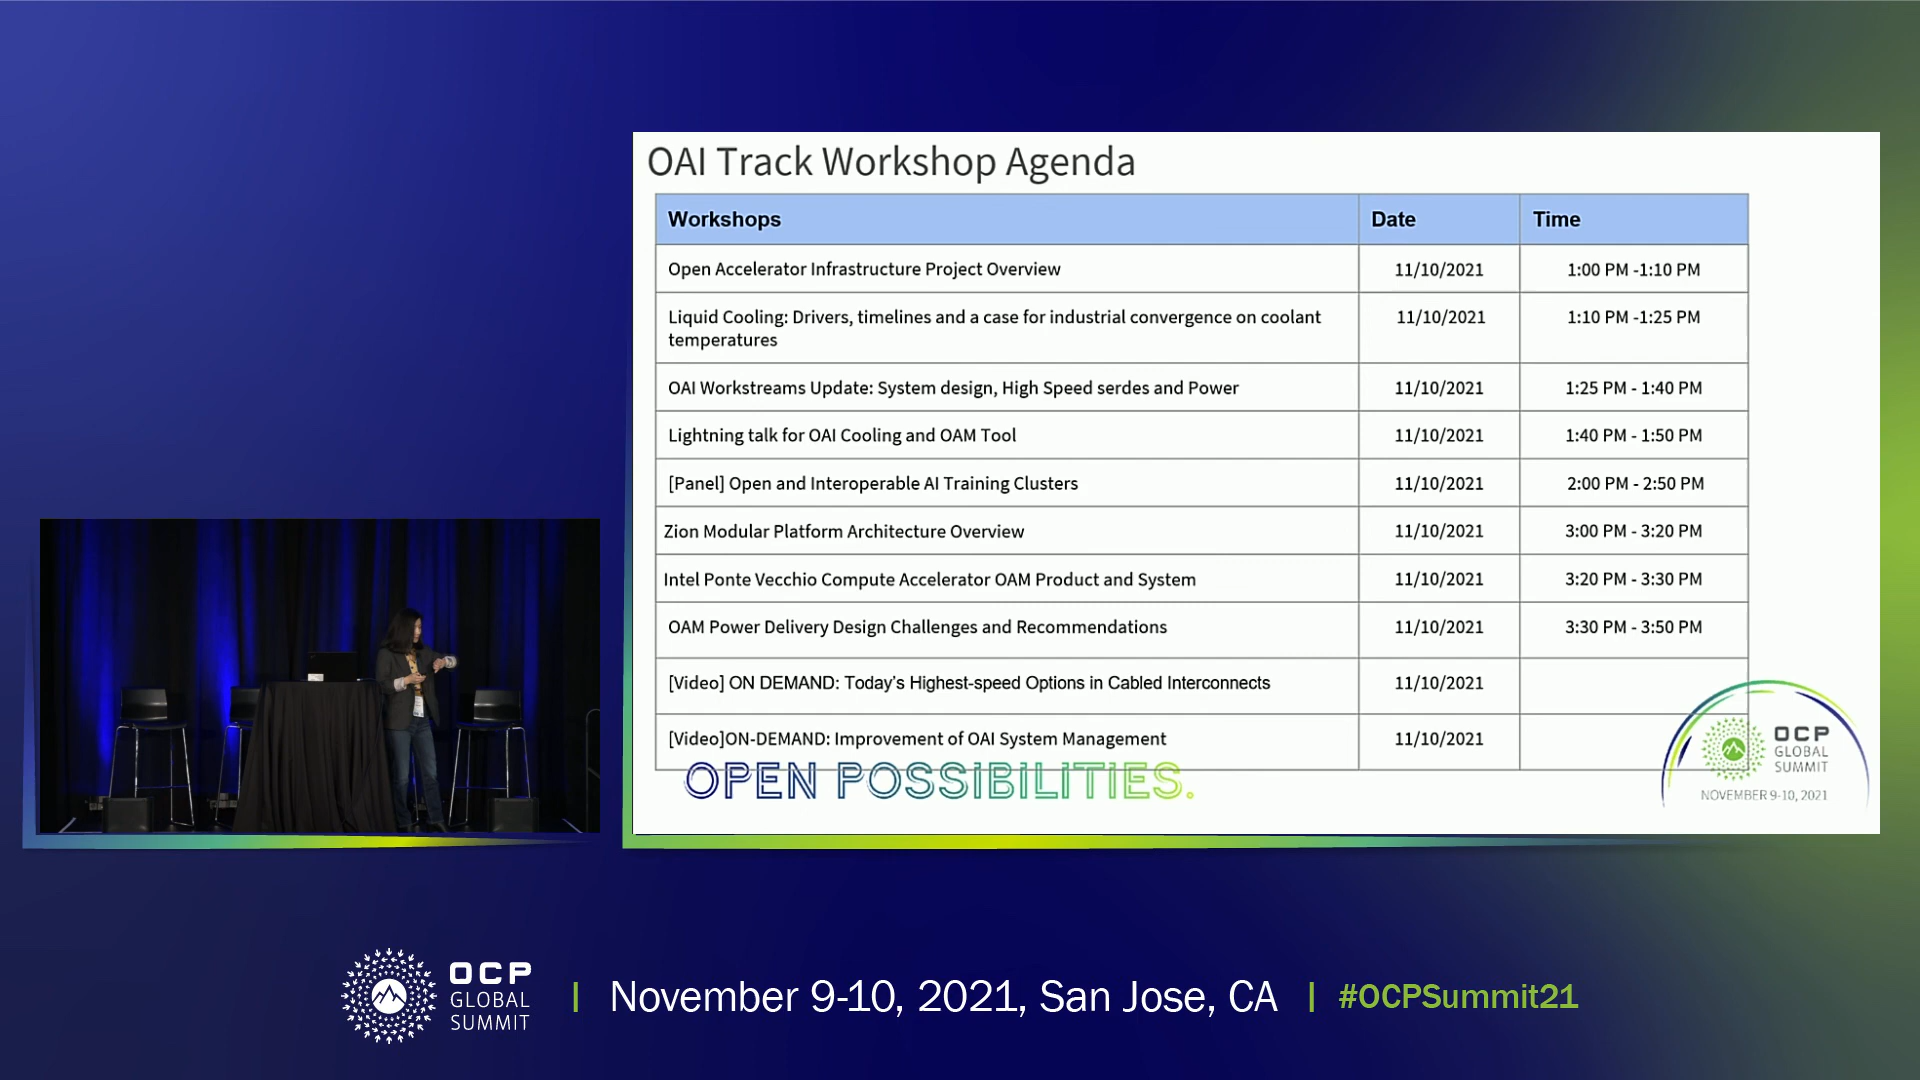 OAI Track Workshop Agenda
Workshops Date Time
Open Accelerator Infrastructure Project Overview 11/10/2021 1:00 PM -1:10 PM
Liquid Cooling: Drivers, timelines and a case for industrial convergence on coolant 11/10/2021 1:10 PM -1:25 PM
temperatures
OAI Workstreams Update: System design, High Speed serdes and Power 11/10/2021 1:25 PM - 1:40 PM
Lightning talk for OAI Cooling and OAM Tool 11/10/2021 1:40 PM - 1:50 PM
[Panel] Open and Interoperable AI Training Clusters 11/10/2021 2:00 PM - 2:50 PM
Zion Modular Platform Architecture Overview 11/10/2021 3:00 PM - 3:20 PM
Intel Ponte Vecchio Compute Accelerator OAM Product and System 11/10/2021 3:20 PM - 3:30 PM
OAM Power Delivery Design Challenges and Recommendations 11/10/2021 3:30 PM - 3:50 PM
[Video] ON DEMAND: Today's Highest-speed Options in Cabled Interconnects 11/10/2021
[Video]ON-DEMAND: Improvement of OAI System Management 11/10/2021
OPEN POSSIBILITIES.
OCP
GLOBAL
SUMMIT
NOVEMBER 9-10, 2021
OCP
GLOBAL
SUMMIT
| November 9-10, 2021, San Jose, CA | #OCPSummit21